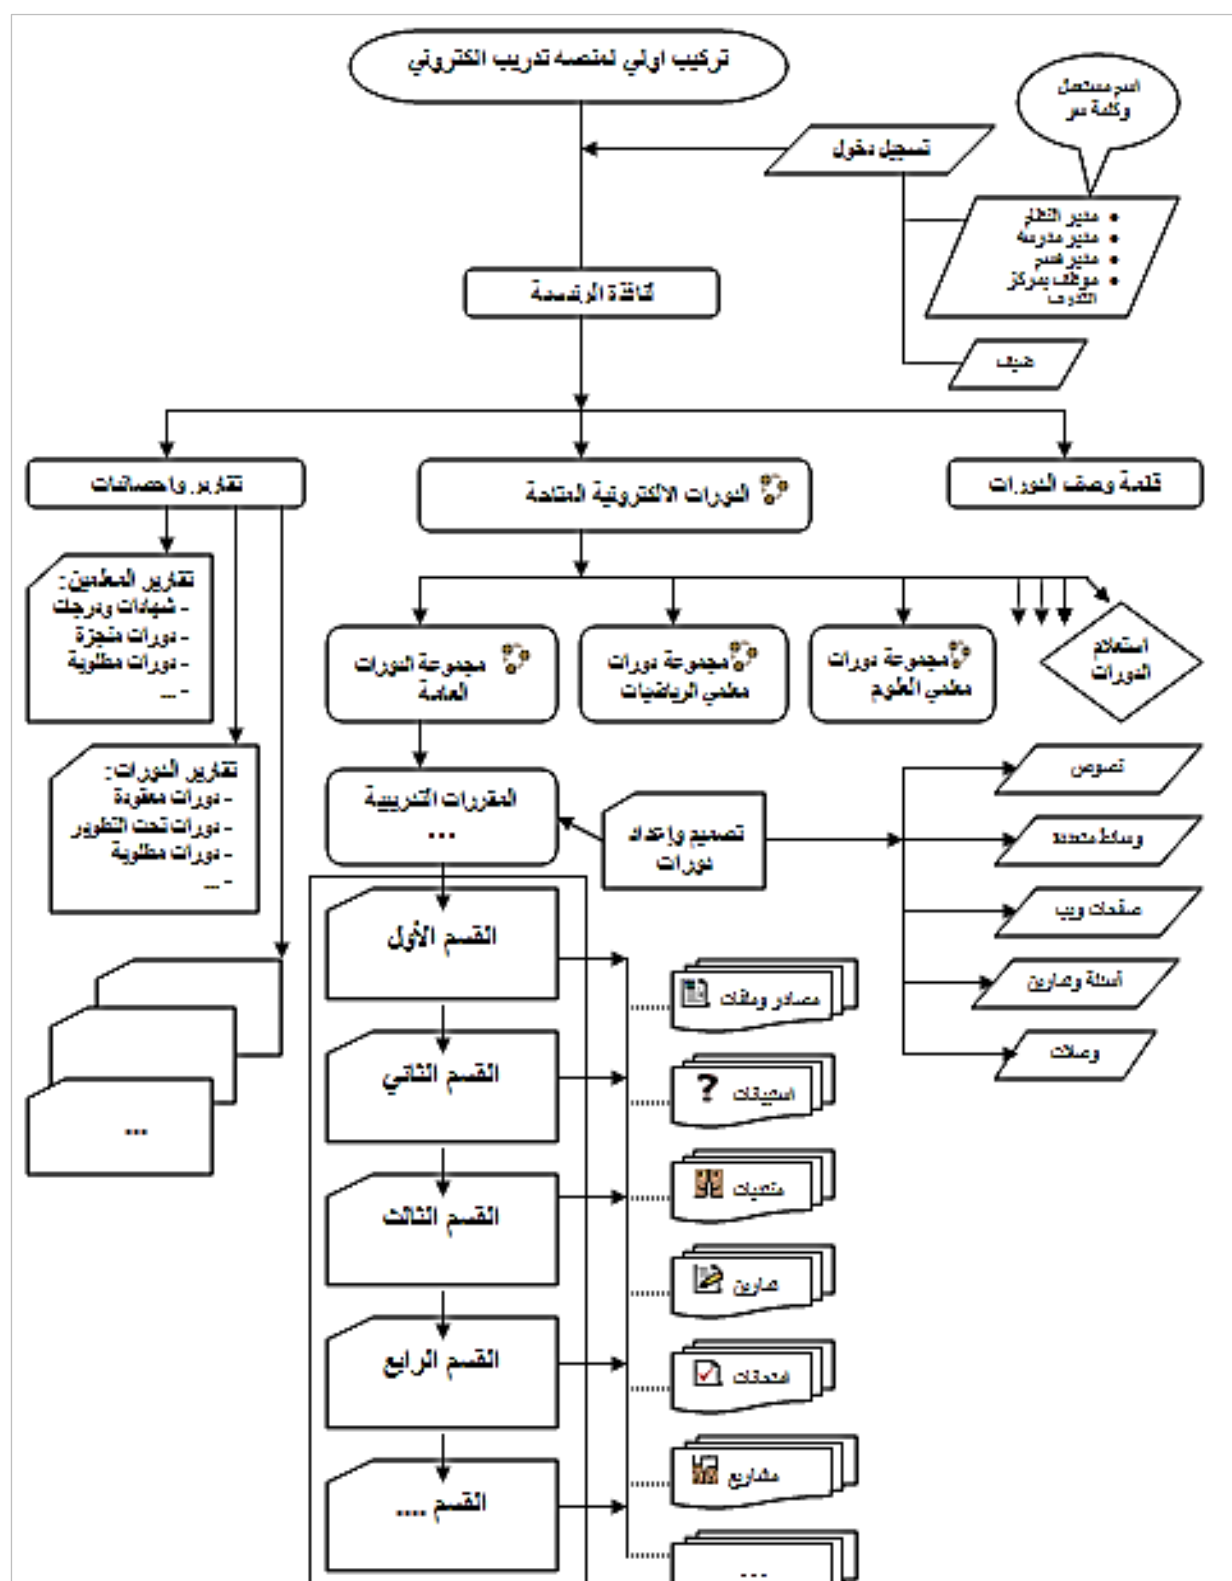 تركيب اولي لمنصه تدريب الكتروني
اسم مستعمل
وكلمة سر
تسجيل دخول
• مدير النظام
• مدير مدرسة
• مدير قسم
• موظف بمركز
ضيف
تقارير واحصائيات
الدورات الالكترونية المتاحة
قائمة وصف الدورات
تقارير المعلمين:
- شهادات ودرجات
- دورات منجزة
- دورات مطلوبة
- ...
مجموعة الدورات
العامة
مجموعة دورات
معلمي الرياضيات
مجموعة دورات
معلمي العلوم
استعلام
الدورات
تقارير الدورات:
- دورات معقودة
- دورات تحت التطوير
- دورات مطلوبة
- ...
المقررات التدريبية
...
تصميم وإعداد
دورات
نصوص
وسائط متعددة
صفحات ويب
أسئلة وتمارين
وصلات
القسم الأول
القسم الثاني
القسم الثالث
القسم الرابع
القسم ....
مصادر وملفات
استبيانات
منتديات
تمارين
امتحانات
مشاريع
...
...